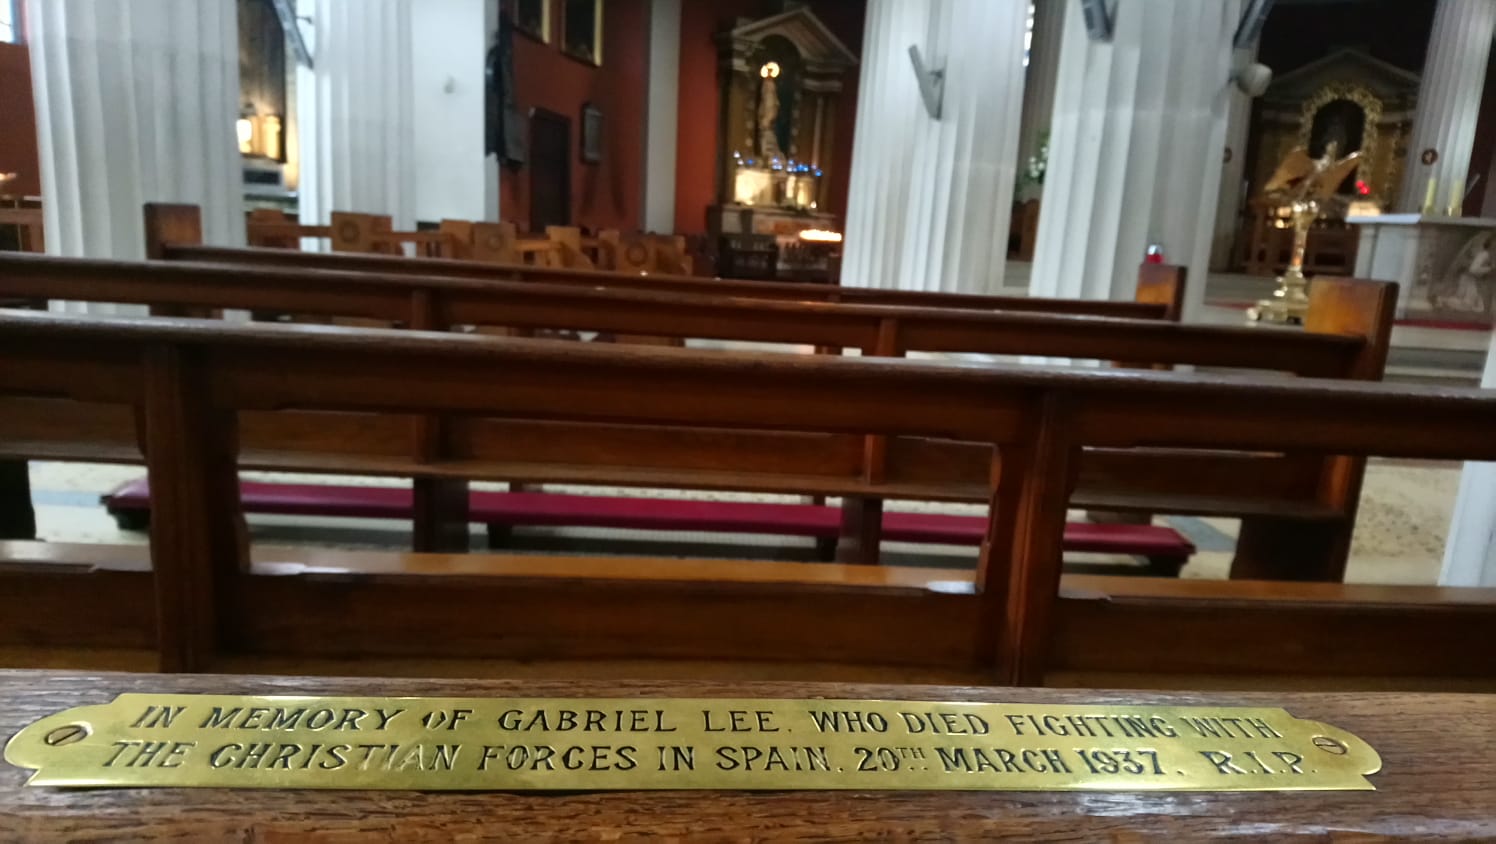 IN MEMORY OF GABRIEL LEE. WHO DIED FIGHTING WITH
THE CHRISTIAN FORCES IN SPAIN. 20TH MARCH 1937. R.I.P.